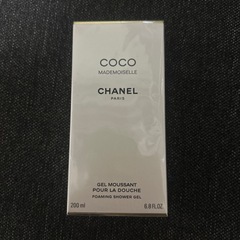 COCO
MADEMOISELLE
CHANEL
PARIS
GEL MOUSSANT
POUR LA DOUCHE
FOAMING SHOWER GEL
200 ml 6.8 fl. oz.